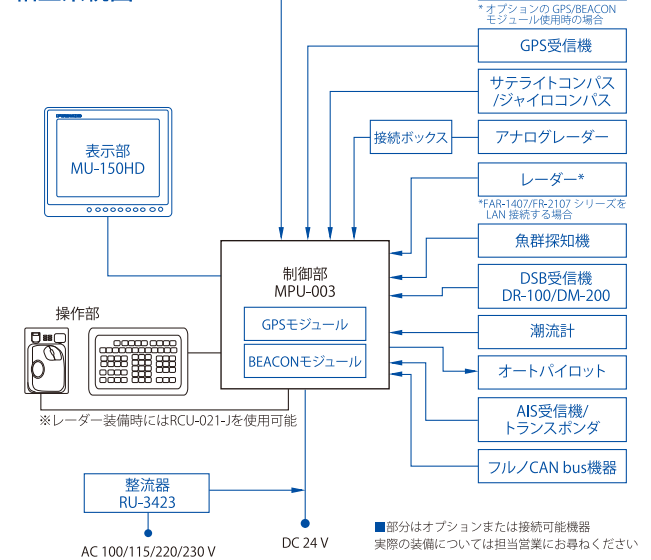 * オプションの GPS/BEACON
モジュール使用時の場合
GPS受信機
サテライトコンパス
/ジャイロコンパス
接続ボックス
アナログレーダー
レーダー*
*FAR-1407/FR-2107 シリーズを
LAN 接続する場合
魚群探知機
DSB受信機
DR-100/DM-200
潮流計
オートパイロット
AIS受信機/
トランスポンダ
フルノCAN bus機器
表示部
MU-150HD
制御部
MPU-003
GPSモジュール
BEACONモジュール
操作部
※レーダー装備時にはRCU-021-Jを使用可能
整流器
RU-3423
AC 100/115/220/230 V
DC 24 V
■部分はオプションまたは接続可能機器
実際の装備については担当営業にお尋ねください